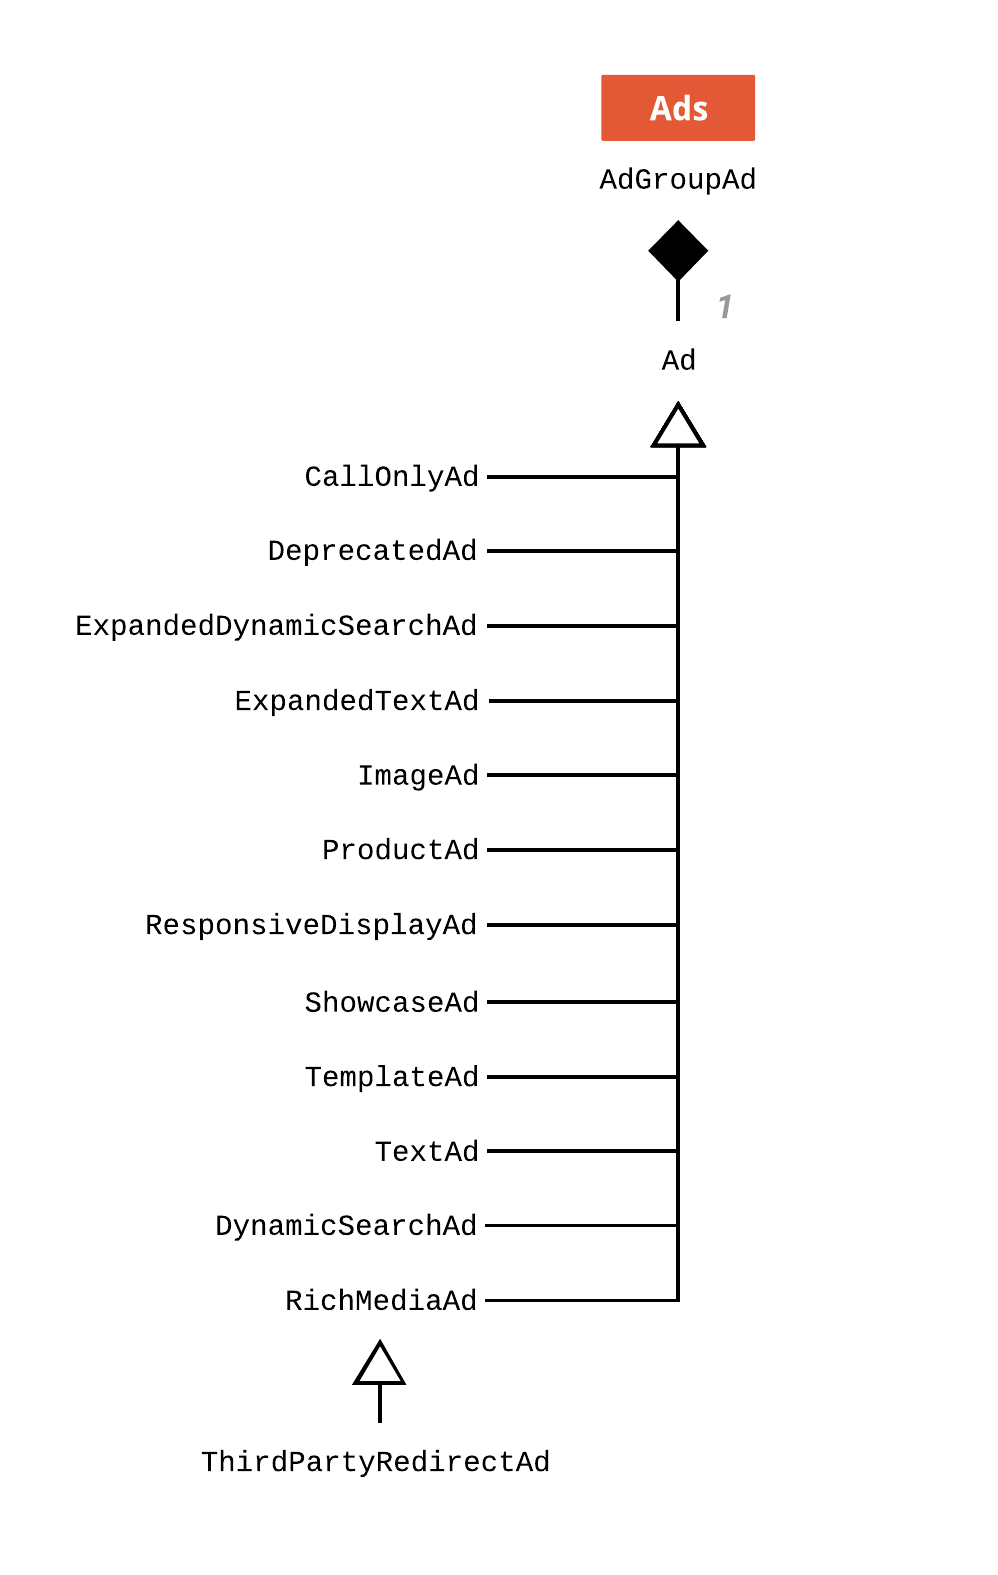 Ads
AdGroupAd
1
Ad
CallOnlyAd
DeprecatedAd
ExpandedDynamicSearchAd
ExpandedTextAd
ImageAd
ProductAd
ResponsiveDisplayAd
ShowcaseAd
TemplateAd
TextAd
DynamicSearchAd
RichMediaAd
ThirdPartyRedirectAd